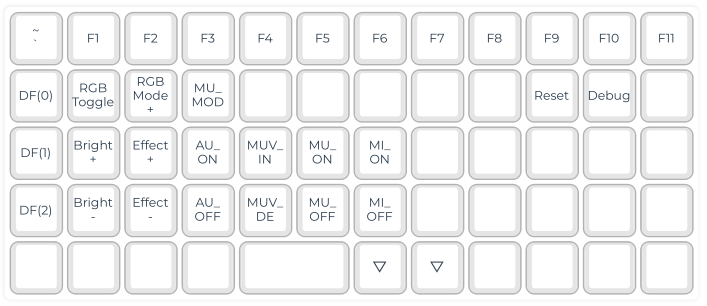 ~
`
F1
F2
F3
F4
F5
F6
F7
F8
F9
F10
F11
DF(0)
RGB
Toggle
RGB
Mode
+
MU_
MOD
Reset
Debug
DF(1)
Bright
+
Effect
+
AU_
ON
MUV_
IN
MU_
ON
MI_
ON
DF(2)
Bright
-
Effect
-
AU_
OFF
MUV_
DE
MU_
OFF
MI_
OFF
▽
▽